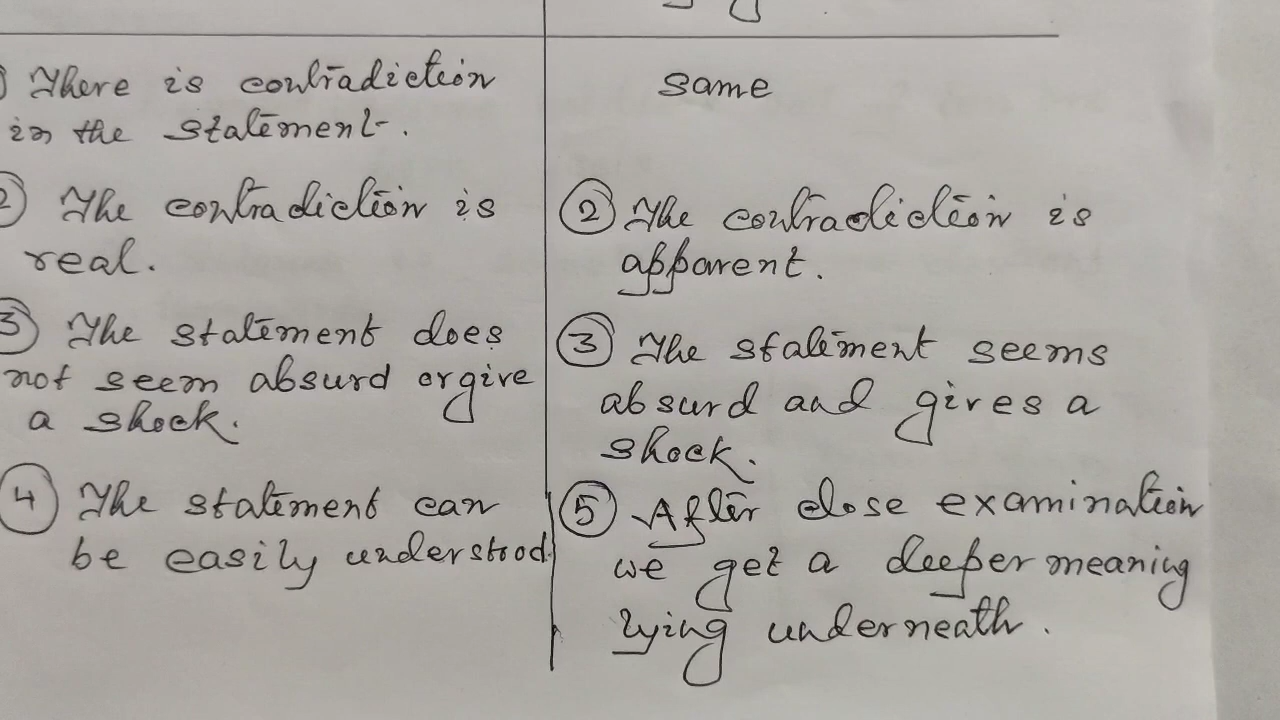 ) There is contradiction
in the statement.
same
2) The contradiction is
real.
② The contradiction is
apparent.
3) The statement does
not seem absurd or give
a shock.
③ The statement seems
absurd and gives a
shock.
④ The statement can
be easily understood
⑤ After close examination
we get a deeper meaning
lying underneath.